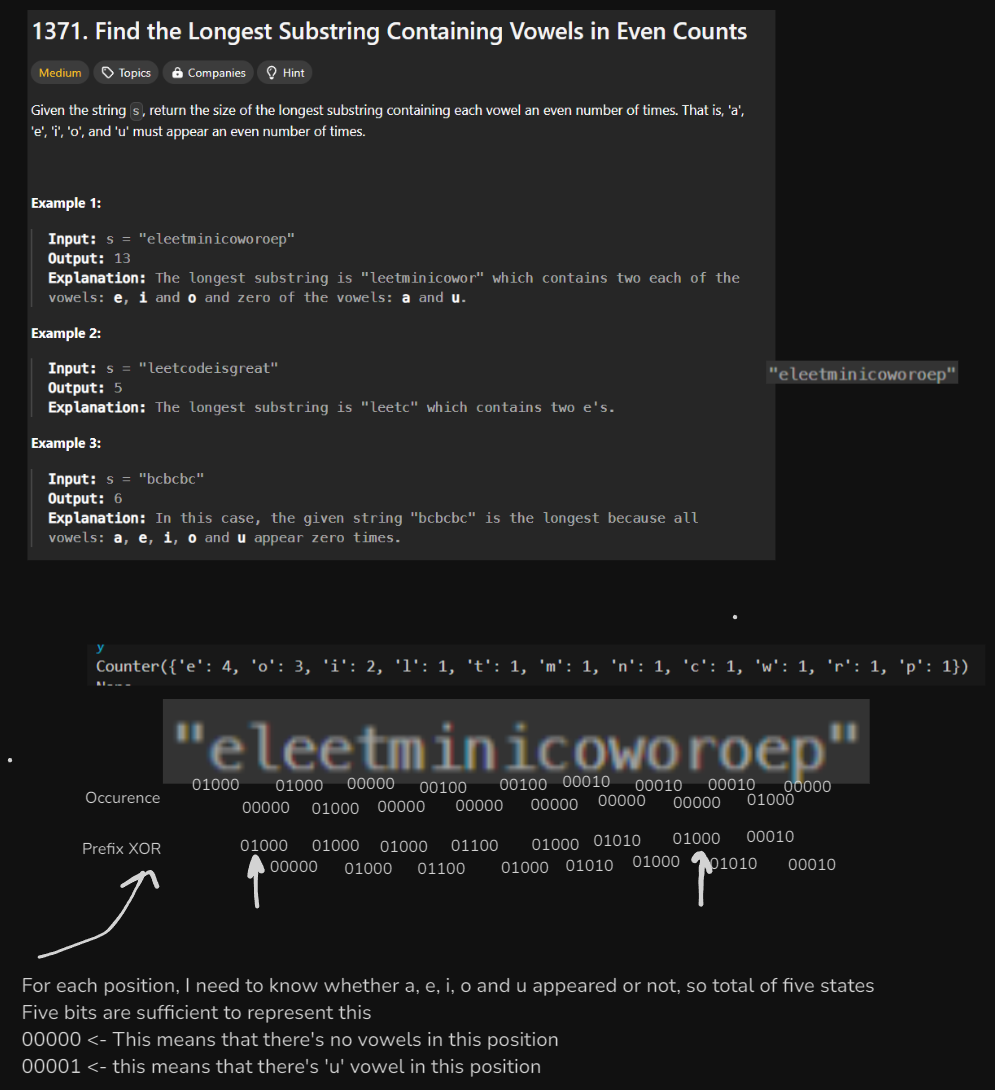 1371. Find the Longest Substring Containing Vowels in Even Counts
Medium Topics Companies Hint
Given the string s, return the size of the longest substring containing each vowel an even number of times. That is, 'a',
'e', 'i', 'o', and 'u' must appear an even number of times.
Example 1:
Input: s = "eleetminicoworoep"
Output: 13
Explanation: The longest substring is "leetminicowor" which contains two each of the
vowels: e, i and o and zero of the vowels: a and u.
Example 2:
Input: s = "leetcodeisgreat"
Output: 5
Explanation: The longest substring is "leetc" which contains two e's.
"eleetminicoworoep"
Example 3:
Input: s = "bcbcbc"
Output: 6
Explanation: In this case, the given string "bcbcbc" is the longest because all
vowels: a, e, i, o and u appear zero times.
y
Counter({'e': 4, 'o': 3, 'i': 2, 'l': 1, 't': 1, 'm': 1, 'n': 1, 'c': 1, 'w': 1, 'r': 1, 'p': 1})
"eleetminicoworoep"
01000 01000 00000 00100 00100 00010 00010 00010 00000
Occurence
00000 01000 00000 00000 00000 00000 00000 01000
Prefix XOR
01000 01000 01000 01100 01000 01010 01000 00010
00000 01000 01100 01000 01010 01000 01010 00010
For each position, I need to know whether a, e, i, o and u appeared or not, so total of five states
Five bits are sufficient to represent this
00000 <- This means that there's no vowels in this position
00001 <- this means that there's 'u' vowel in this position